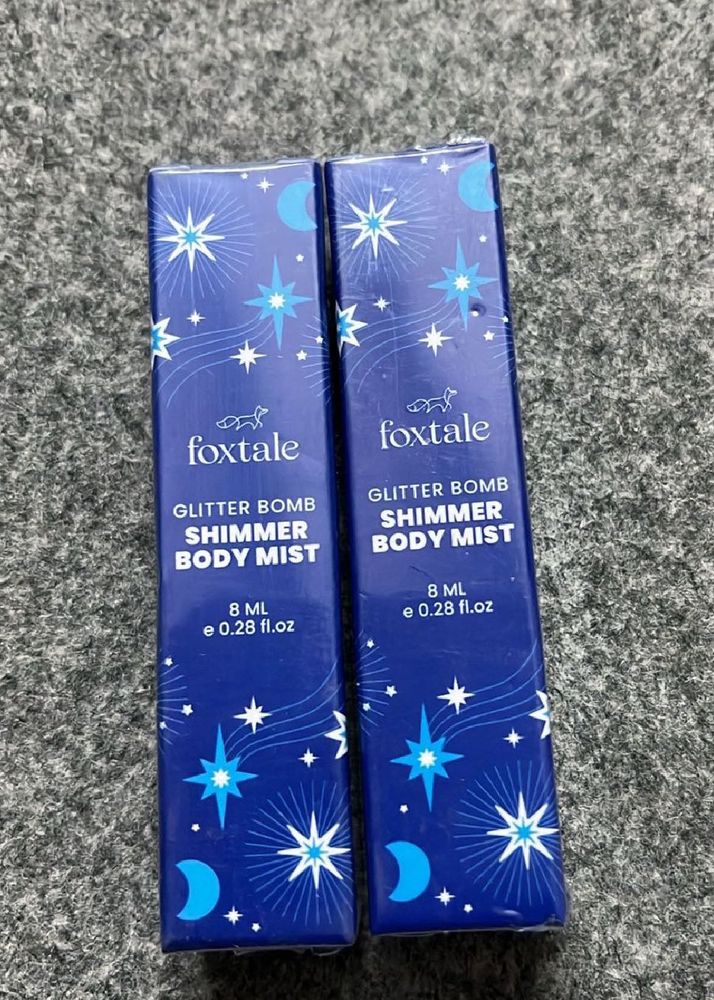 foxtale
GLITTER BOMB
SHIMMER
BODY MIST
8 ML
e 0.28 fl.oz
foxtale
GLITTER BOMB
SHIMMER
BODY MIST
8 ML
e 0.28 fl.oz